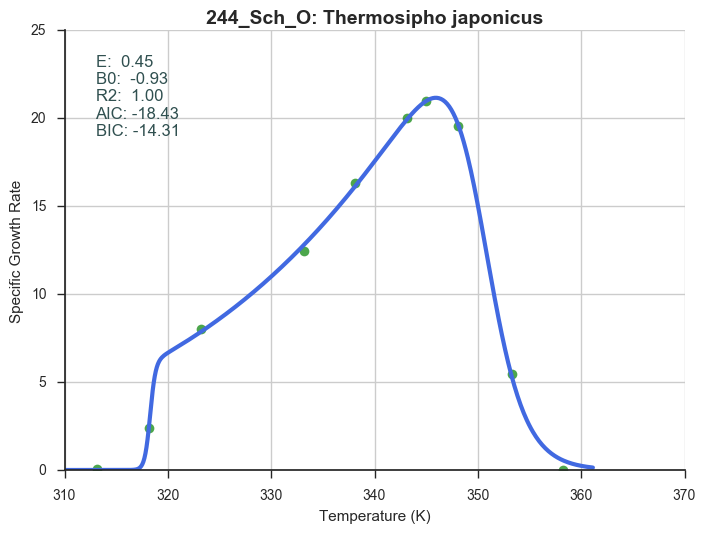 244_Sch_O: Thermosipho japonicus
E:  0.45
B0:  -0.93
R2:  1.00
AIC: -18.43
BIC: -14.31
Specific Growth Rate
25
20
15
10
5
0
310 320 330 340 350 360 370
Temperature (K)